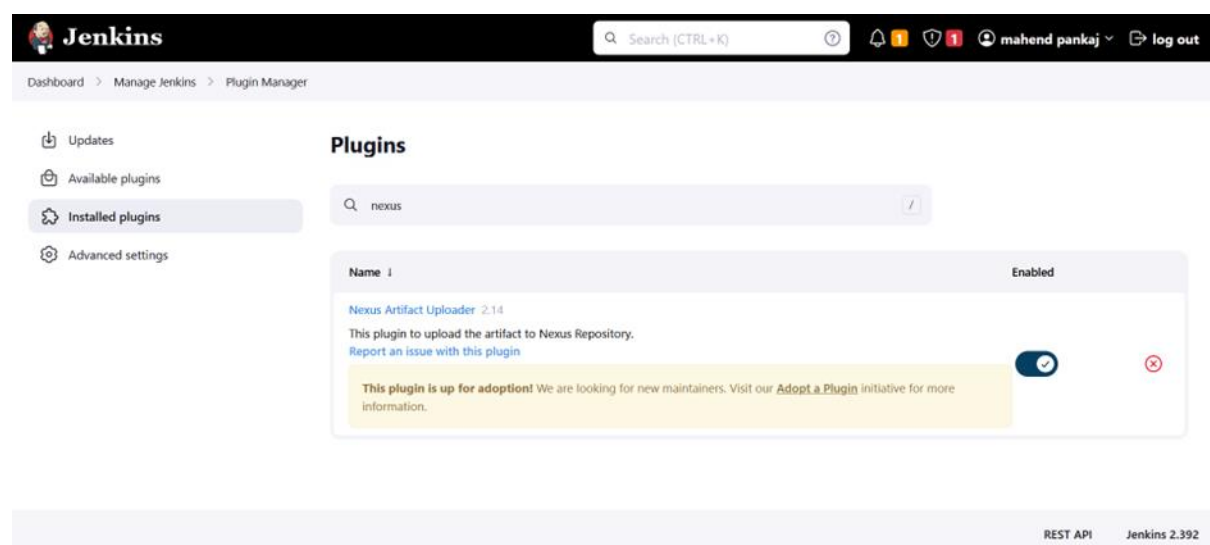 Jenkins
Search (CTRL+K)
1
1
mahend pankaj
log out
Dashboard > Manage Jenkins > Plugin Manager
Updates
Available plugins
Installed plugins
Advanced settings
Plugins
nexus
/
Name ↓
Enabled
Nexus Artifact Uploader 2.14
This plugin to upload the artifact to Nexus Repository.
Report an issue with this plugin
This plugin is up for adoption! We are looking for new maintainers. Visit our Adopt a Plugin initiative for more
information.
REST API
Jenkins 2.392